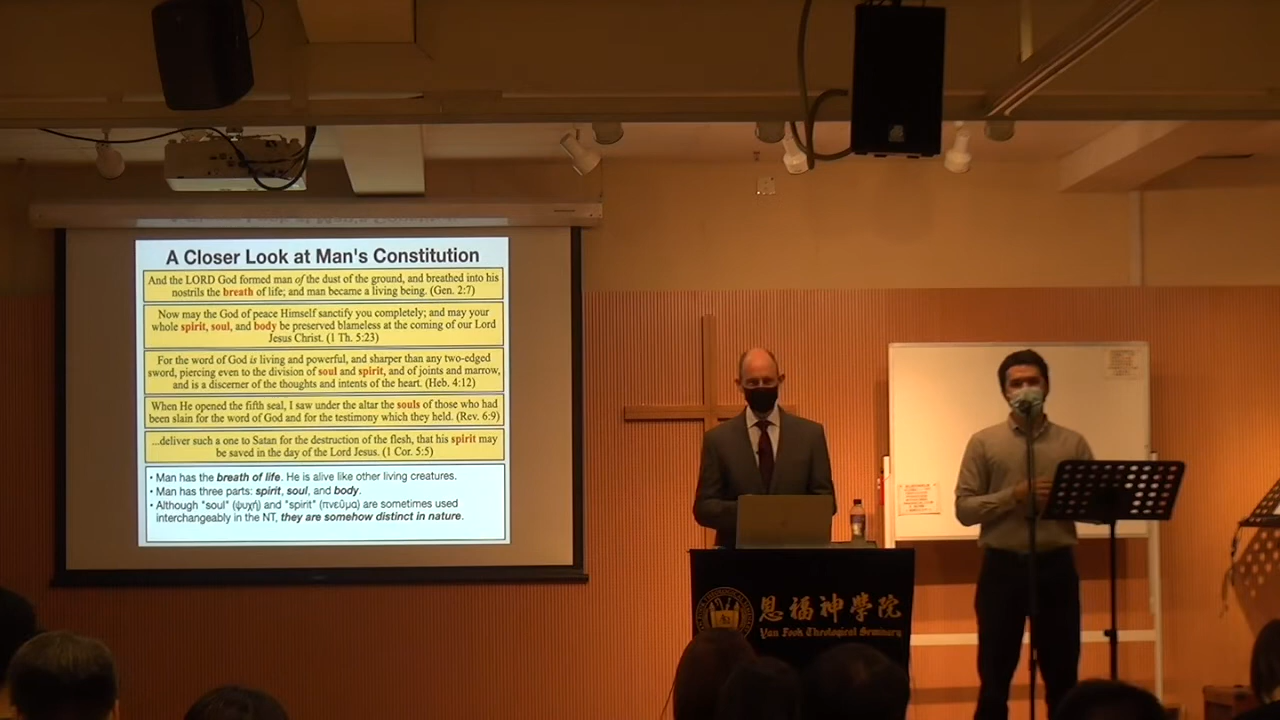 A Closer Look at Man's Constitution
And the LORD God formed man of the dust of the ground, and breathed into his
nostrils the breath of life; and man became a living being. (Gen. 2:7)
Now may the God of peace Himself sanctify you completely; and may your
whole spirit, soul, and body be preserved blameless at the coming of our Lord
Jesus Christ. (1 Th. 5:23)
For the word of God is living and powerful, and sharper than any two-edged
sword, piercing even to the division of soul and spirit, and of joints and marrow,
and is a discerner of the thoughts and intents of the heart. (Heb. 4:12)
When He opened the fifth seal, I saw under the altar the souls of those who had
been slain for the word of God and for the testimony which they held. (Rev. 6:9)
...deliver such a one to Satan for the destruction of the flesh, that his spirit may
be saved in the day of the Lord Jesus. (1 Cor. 5:5)
• Man has the breath of life. He is alive like other living creatures.
• Man has three parts: spirit, soul, and body.
• Although "soul" (ψυχή) and "spirit" (πνεῦμα) are sometimes used
interchangeably in the NT, they are somehow distinct in nature.
恩福神學院
Yan Fook Theological Seminary